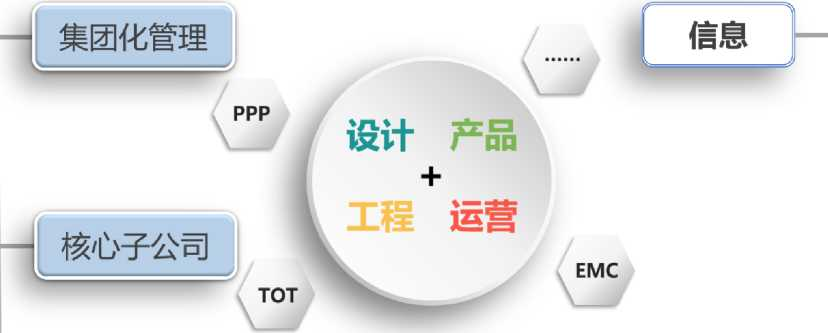 集团化管理
信息
······
PPP
设计 产品
+
工程 运营
核心子公司
EMC
TOT